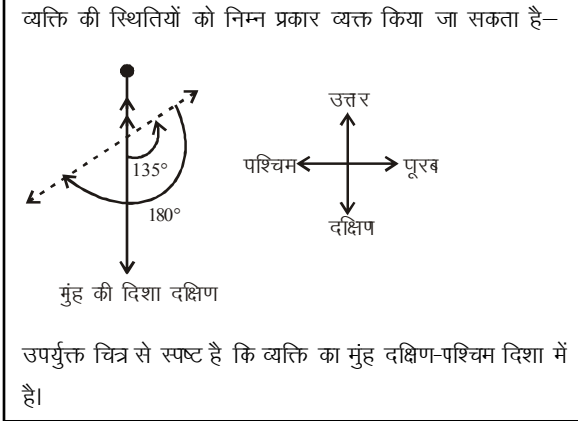 व्यक्ति की स्थितियों को निम्न प्रकार व्यक्त किया जा सकता है–
उत्तर
पश्चिम
पूरब
135°
180°
दक्षिण
मुंह की दिशा दक्षिण
उपर्युक्त चित्र से स्पष्ट है कि व्यक्ति का मुंह दक्षिण-पश्चिम दिशा में
है।